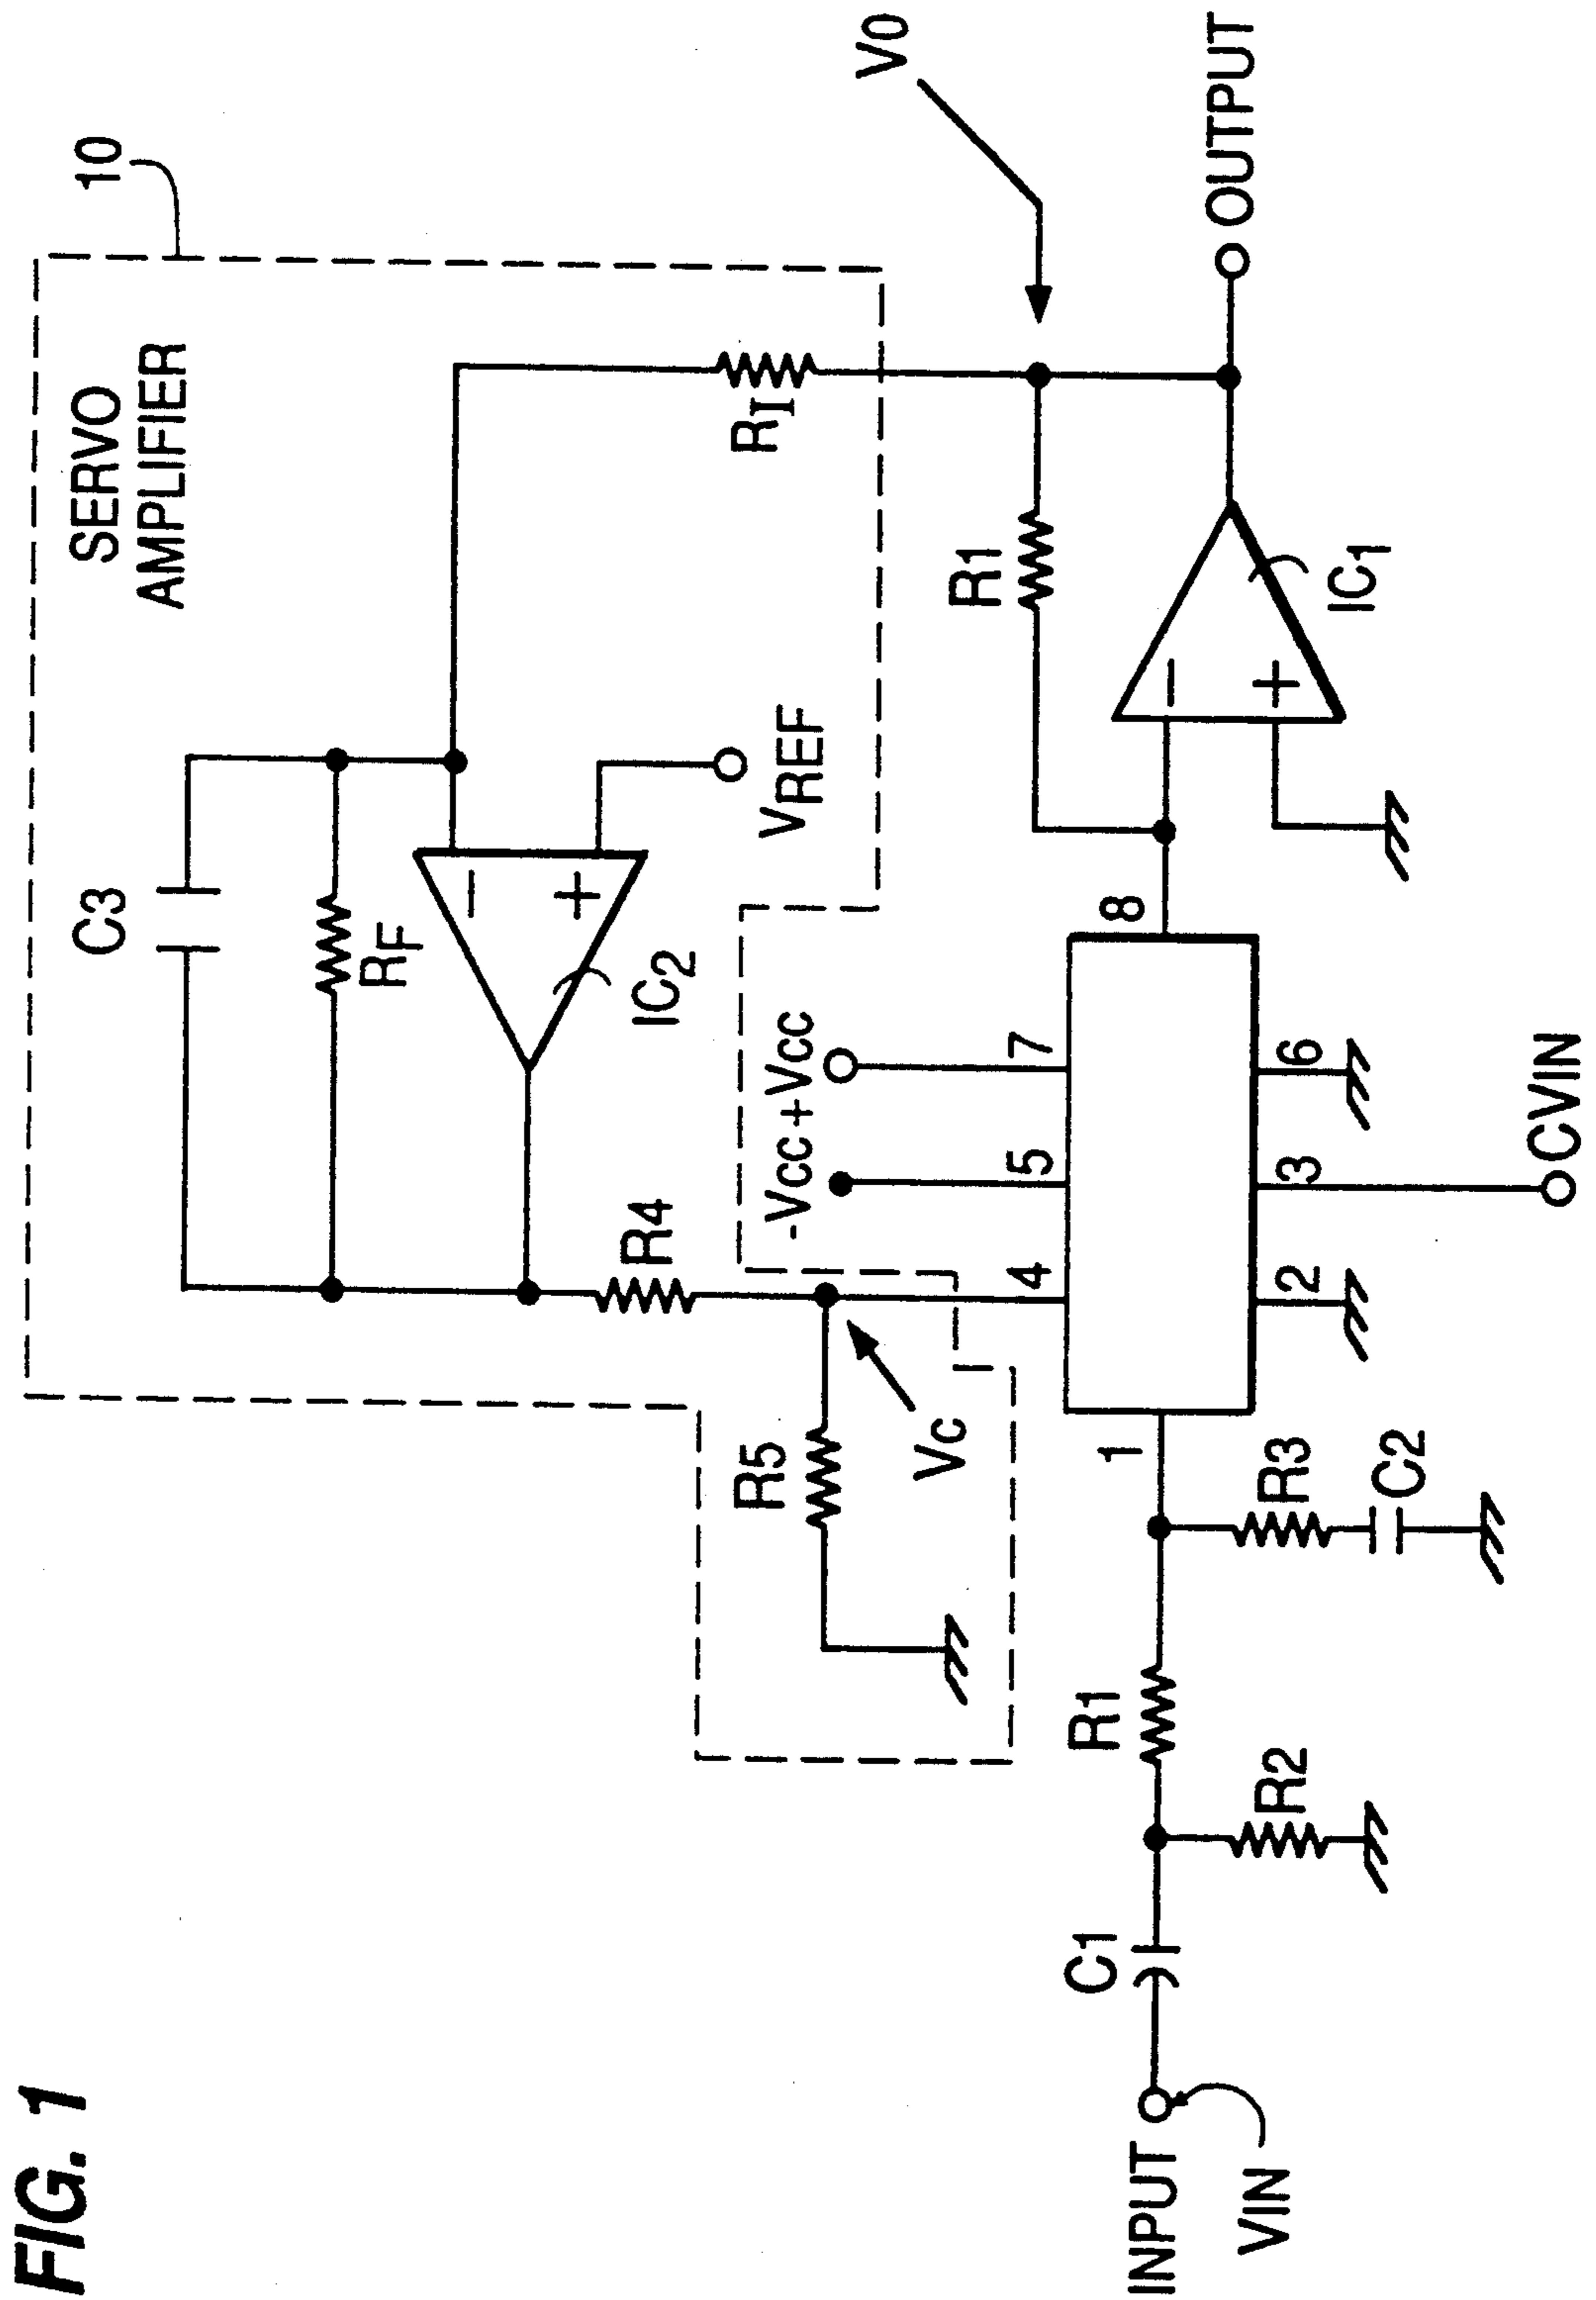 FIG. 1
SERVO
AMPLIFIER
10
C3
RF
IC2
VREF
RI
R4
R5
VC
-VCC+VCC
V0
R1
IC1
OUTPUT
4
5
7
8
1
2
3
6
CVIN
INPUT
VIN
C1
R2
R1
R3
C2